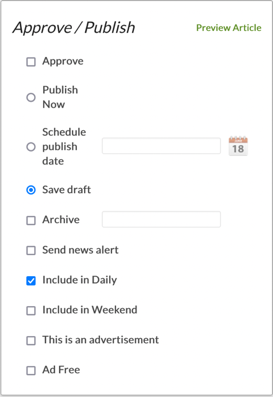 Approve / Publish
Preview Article
Approve
Publish
Now
Schedule
publish
date
18
Save draft
Archive
Send news alert
Include in Daily
Include in Weekend
This is an advertisement
Ad Free